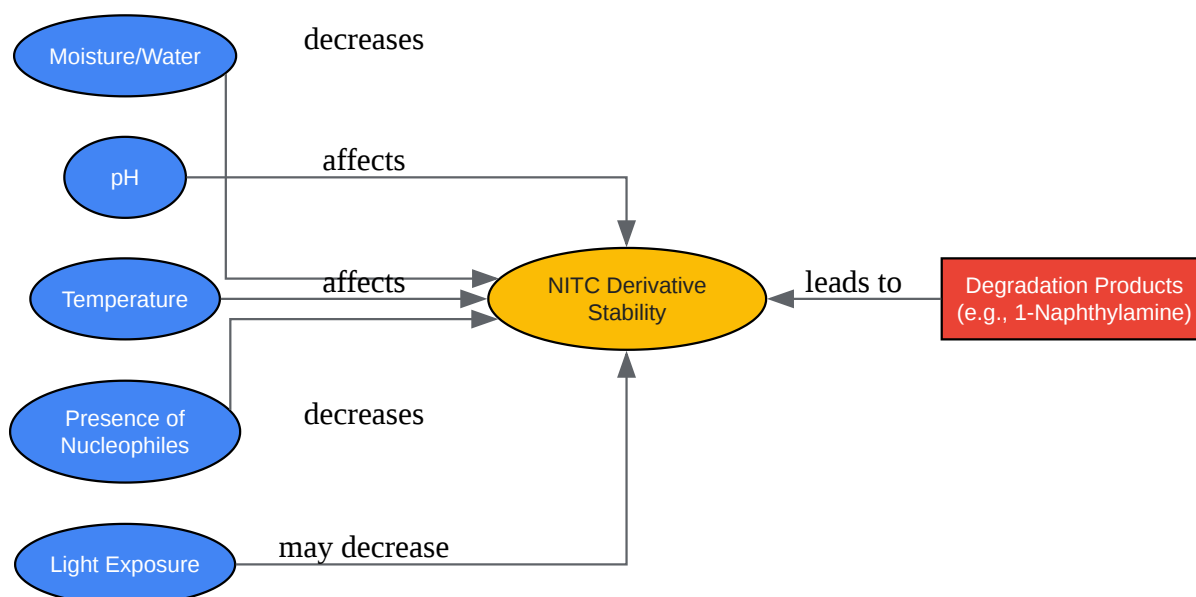 Moisture/Water
decreases
pH
affects
Temperature
affects
NITC Derivative
Stability
leads to
Degradation Products
(e.g., 1-Naphthylamine)
Presence of
Nucleophiles
decreases
Light Exposure
may decrease